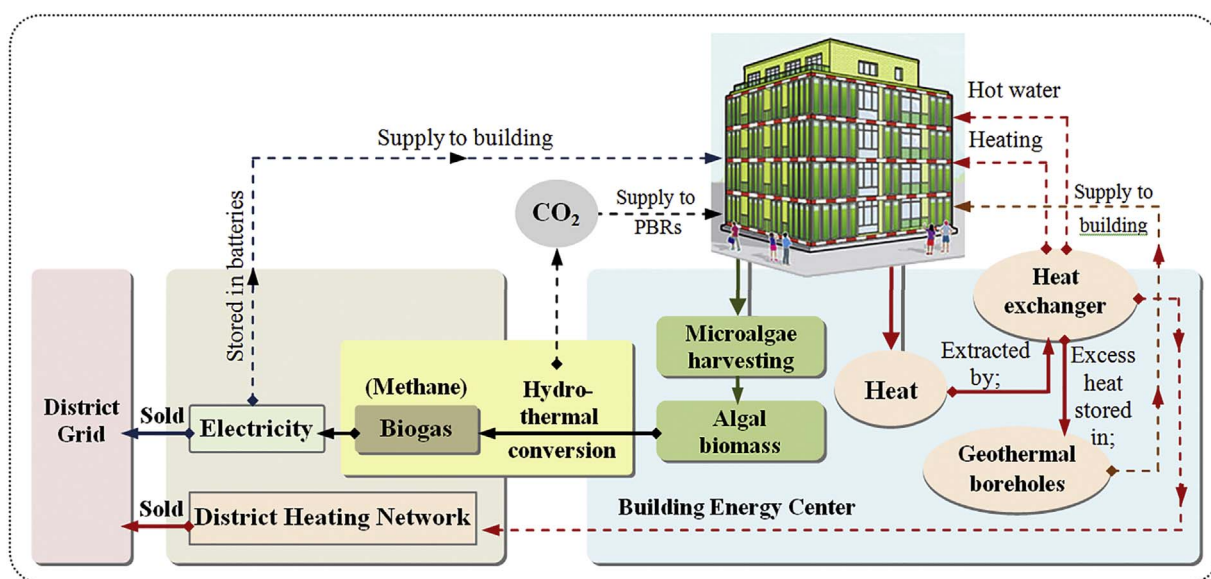 Hot water
Heating
Supply to building
CO₂
Supply to
PBRs
Supply to
building
Stored in batteries
Heat
exchanger
Microalgae
harvesting
Extracted
by;
Excess
heat
stored
in;
Heat
(Methane)
Hydro-
thermal
conversion
Biogas
Algal
biomass
District
Grid
Sold
Electricity
Geothermal
boreholes
Sold
District Heating Network
Building Energy Center